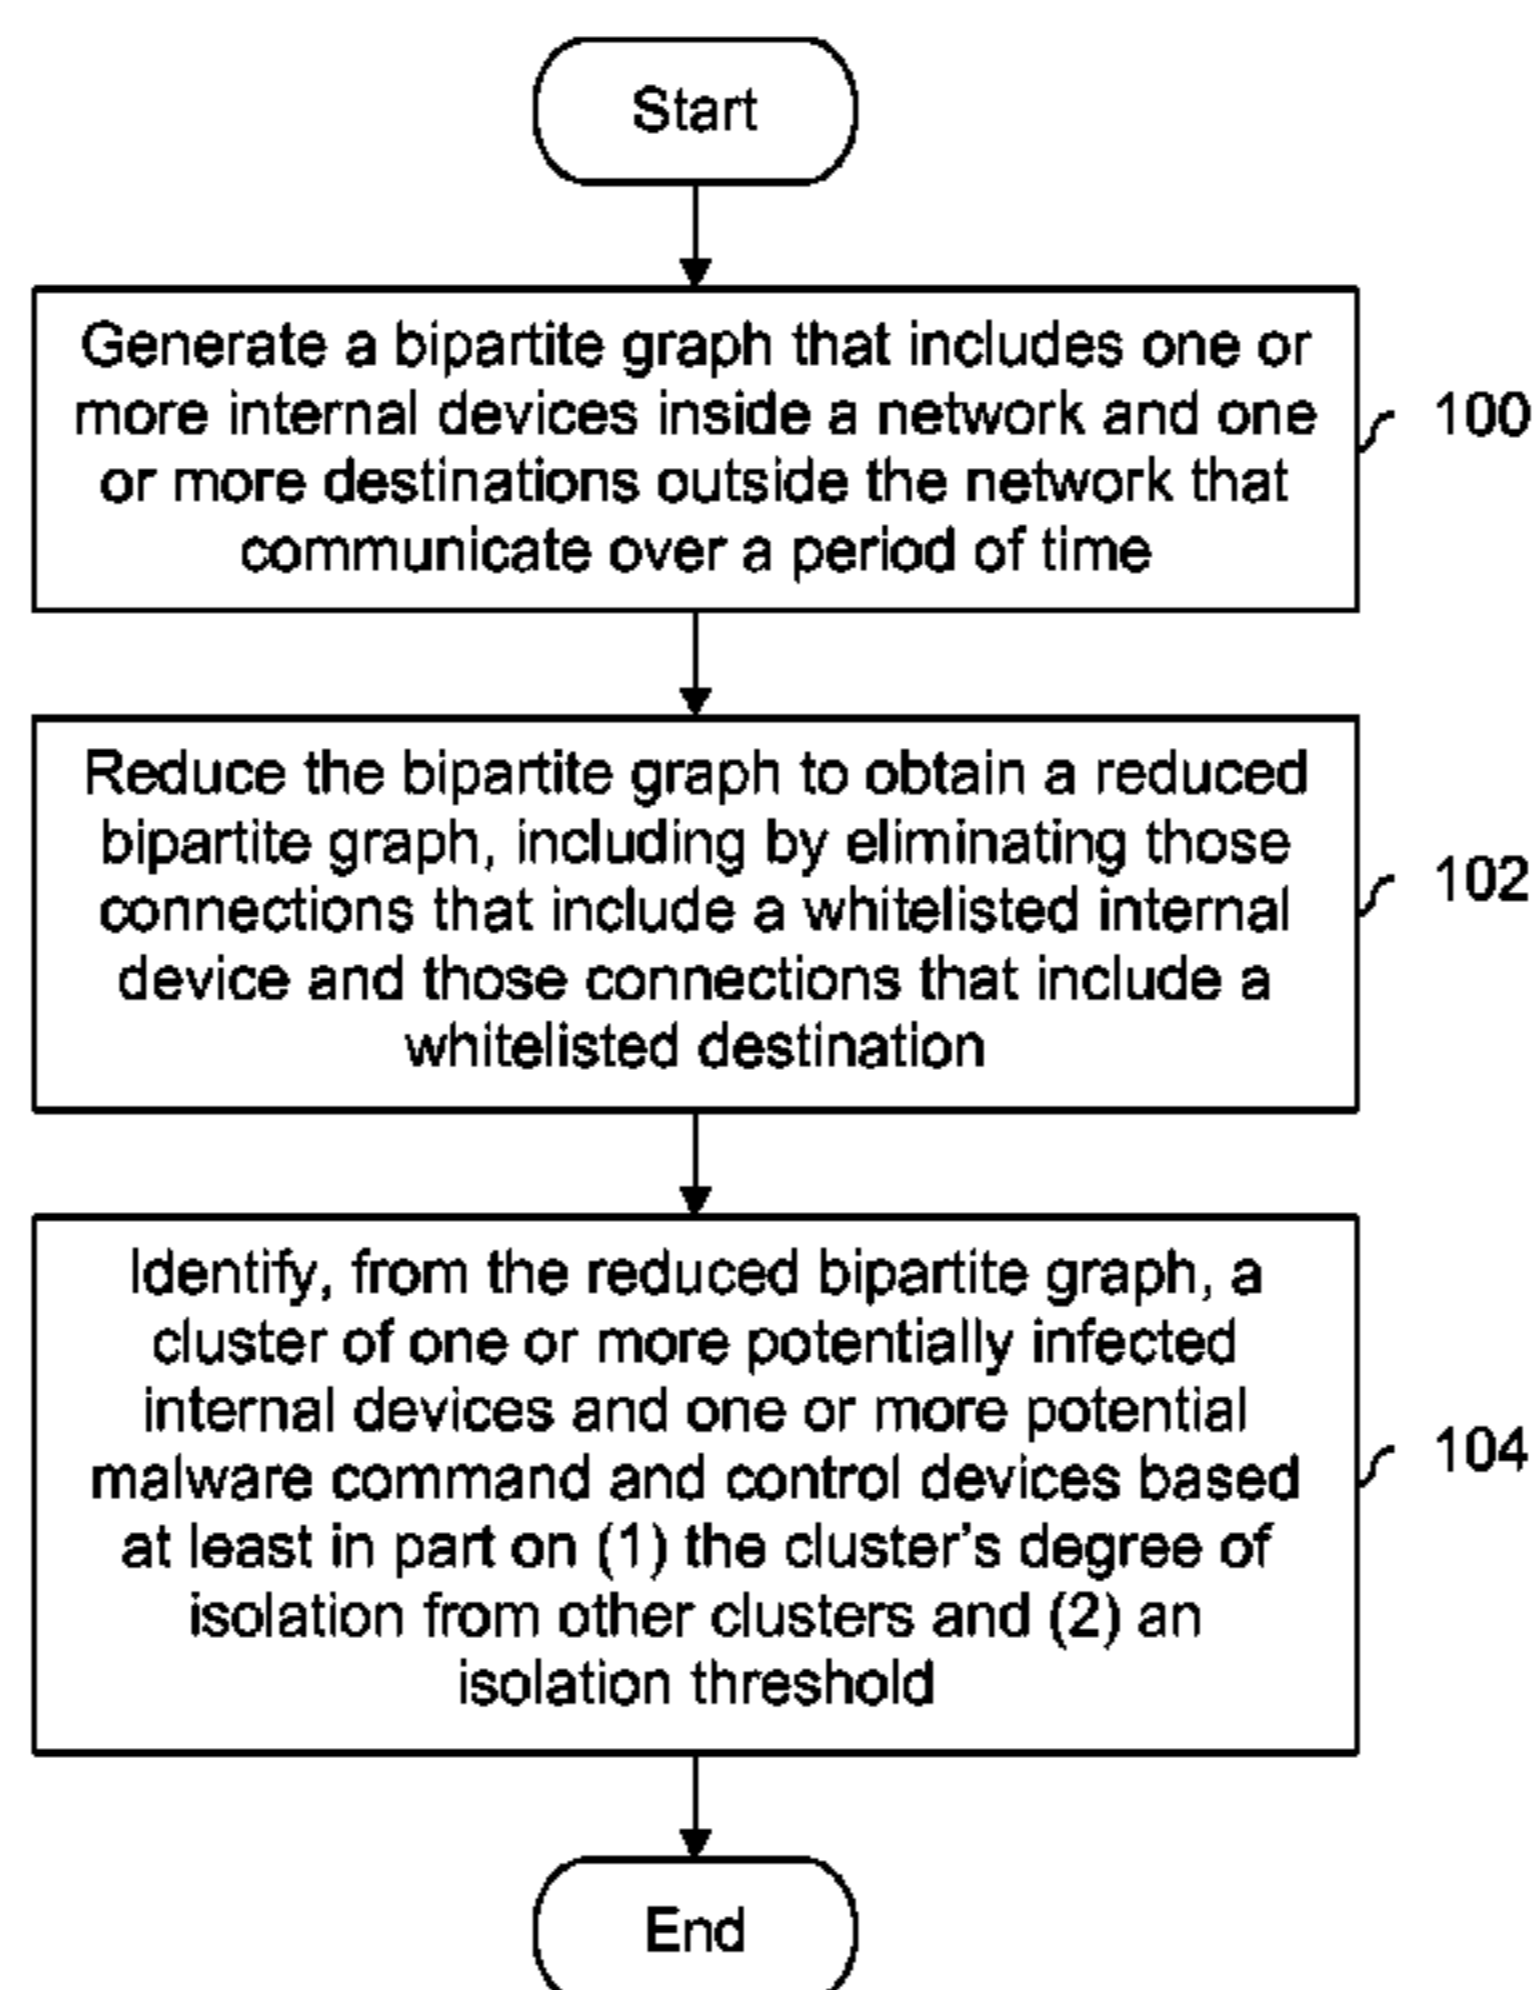 Start
Generate a bipartite graph that includes one or
more internal devices inside a network and one
or more destinations outside the network that
communicate over a period of time
100
Reduce the bipartite graph to obtain a reduced
bipartite graph, including by eliminating those
connections that include a whitelisted internal
device and those connections that include a
whitelisted destination
102
Identify, from the reduced bipartite graph, a
cluster of one or more potentially infected
internal devices and one or more potential
malware command and control devices based
at least in part on (1) the cluster's degree of
isolation from other clusters and (2) an
isolation threshold
104
End